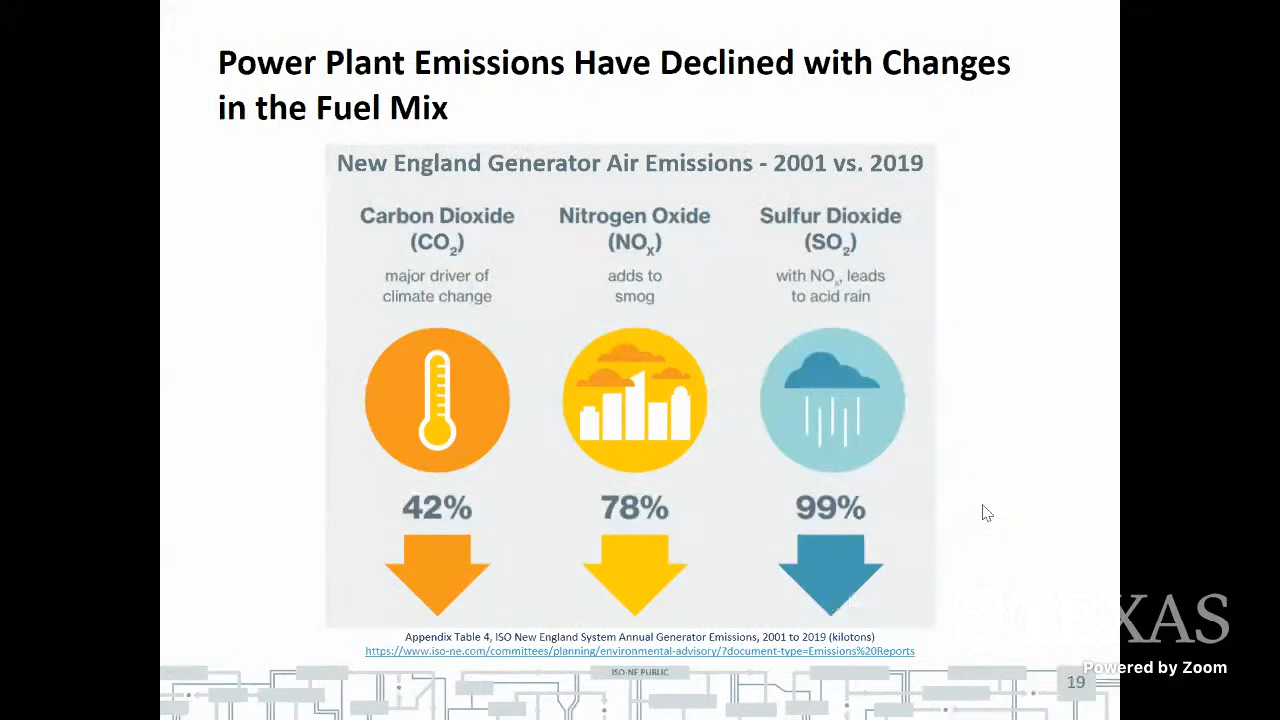 Power Plant Emissions Have Declined with Changes
in the Fuel Mix
New England Generator Air Emissions - 2001 vs. 2019
Carbon Dioxide
(CO₂)
major driver of
climate change
Nitrogen Oxide
(NOₓ)
adds to
smog
Sulfur Dioxide
(SO₂)
with NOₓ, leads
to acid rain
42%
78%
99%
Appendix Table 4, ISO New England System Annual Generator Emissions, 2001 to 2019 (kilotons)
https://www.iso-ne.com/committees/planning/environmental-advisory/?document-type=Emissions%20Reports
ISO-NE PUBLIC
19
TEXAS
Powered by Zoom